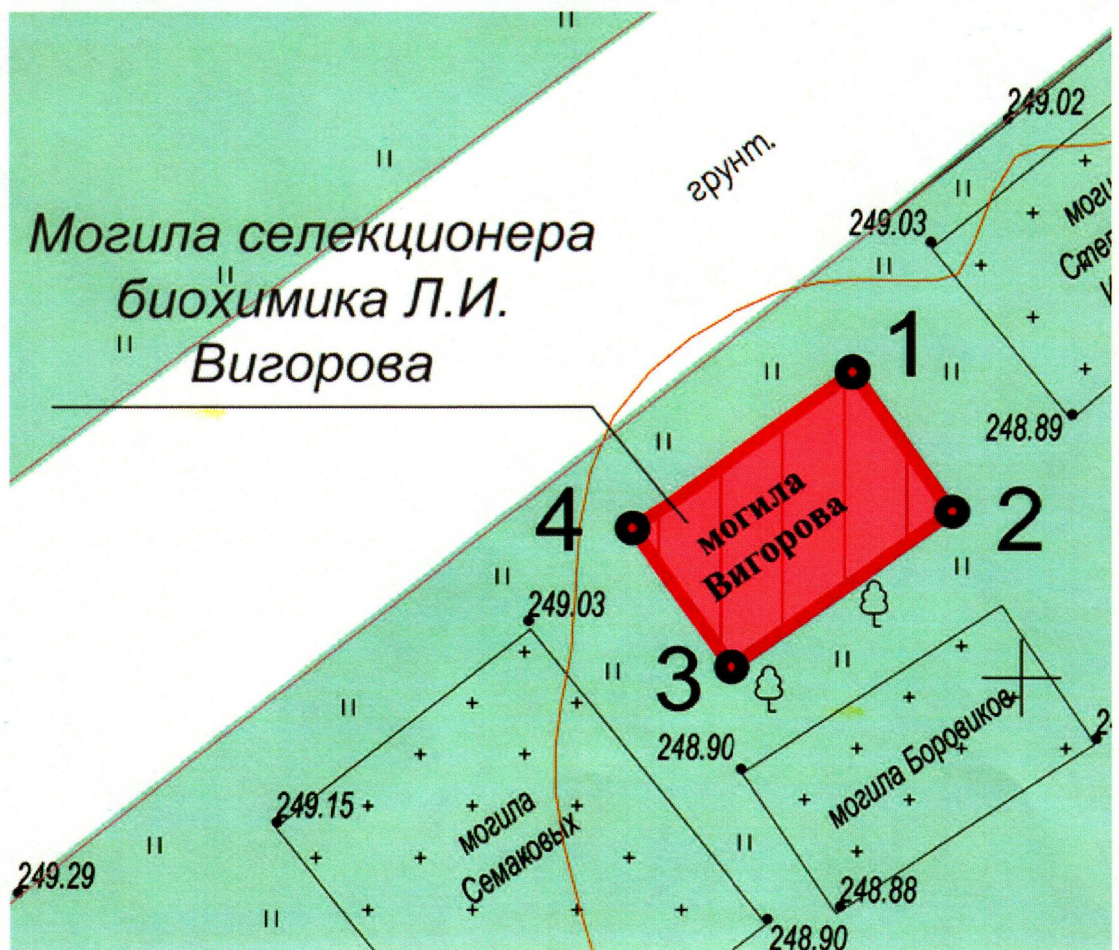 249.02
грунт.
Могила селекционера
биохимика Л.И.
Вигорова
249.03
248.89
1
2
3
4
могила
Вигорова
249.03
248.90
могила Боровиков
249.15
могила
Семаковых
249.29
248.88
248.90